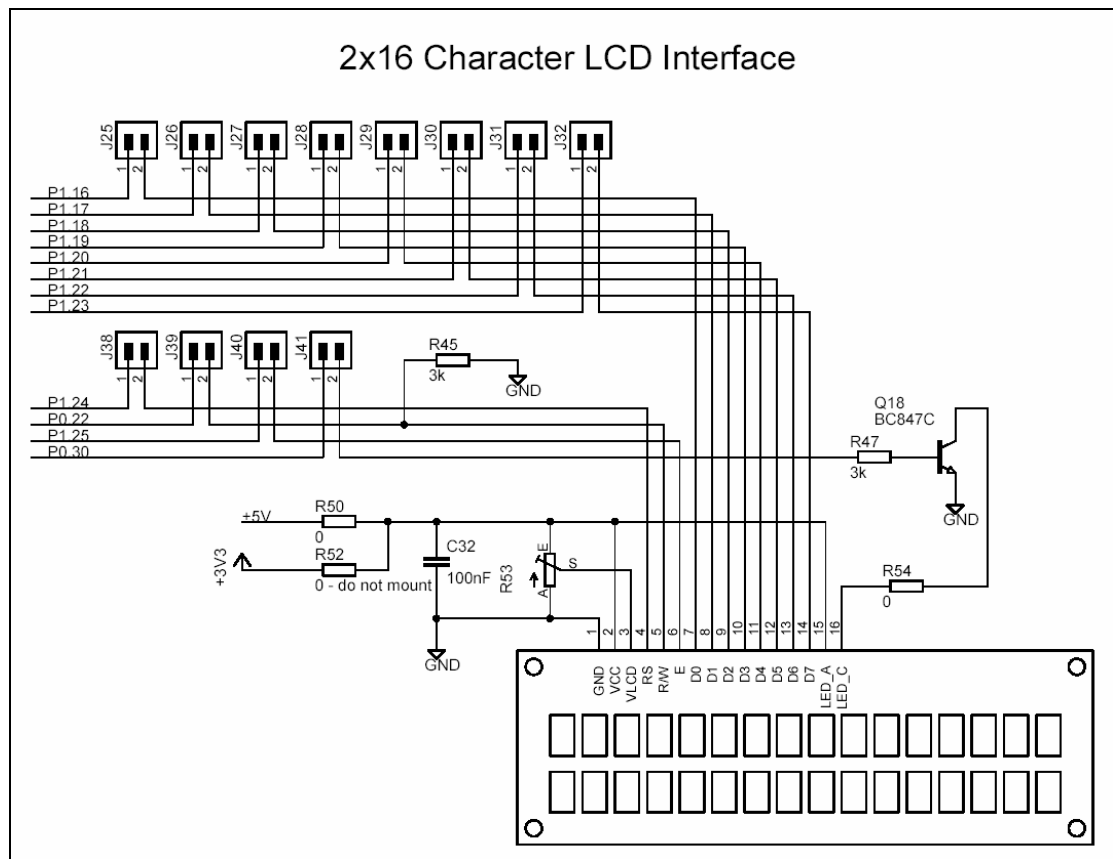 2x16 Character LCD Interface
J25 J26 J27 J28 J29 J30 J31 J32
1 2 1 2 1 2 1 2 1 2 1 2 1 2 1 2
P1.16
P1.17
P1.18
P1.19
P1.20
P1.21
P1.22
P1.23
J38 J39 J40 J41
1 2 1 2 1 2 1 2
R45
3k
GND
P1.24
P0.22
P1.25
P0.30
Q18
BC847C
R47
3k
GND
+5V
R50
0
+3V3
R52
0 - do not mount
C32
100nF
R53
E
S
A
GND
R54
0
1 2 3 4 5 6 7 8 9 10 11 12 13 14 15 16
GND VCC VLCD RS R/W E D0 D1 D2 D3 D4 D5 D6 D7 LED_A LED_C